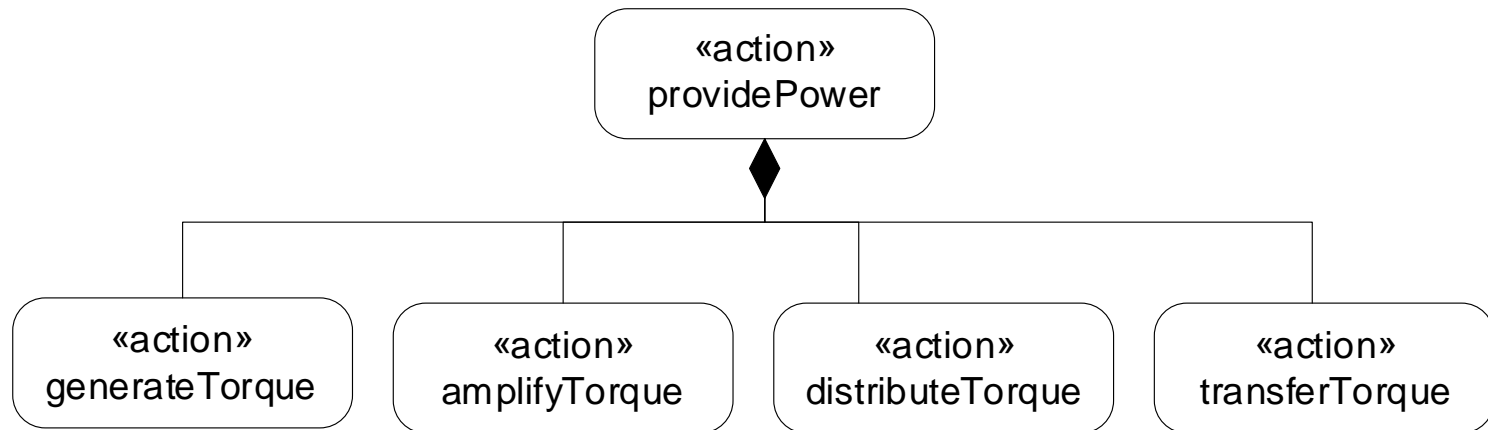 «action»
providePower
«action»
generateTorque
«action»
amplifyTorque
«action»
distributeTorque
«action»
transferTorque